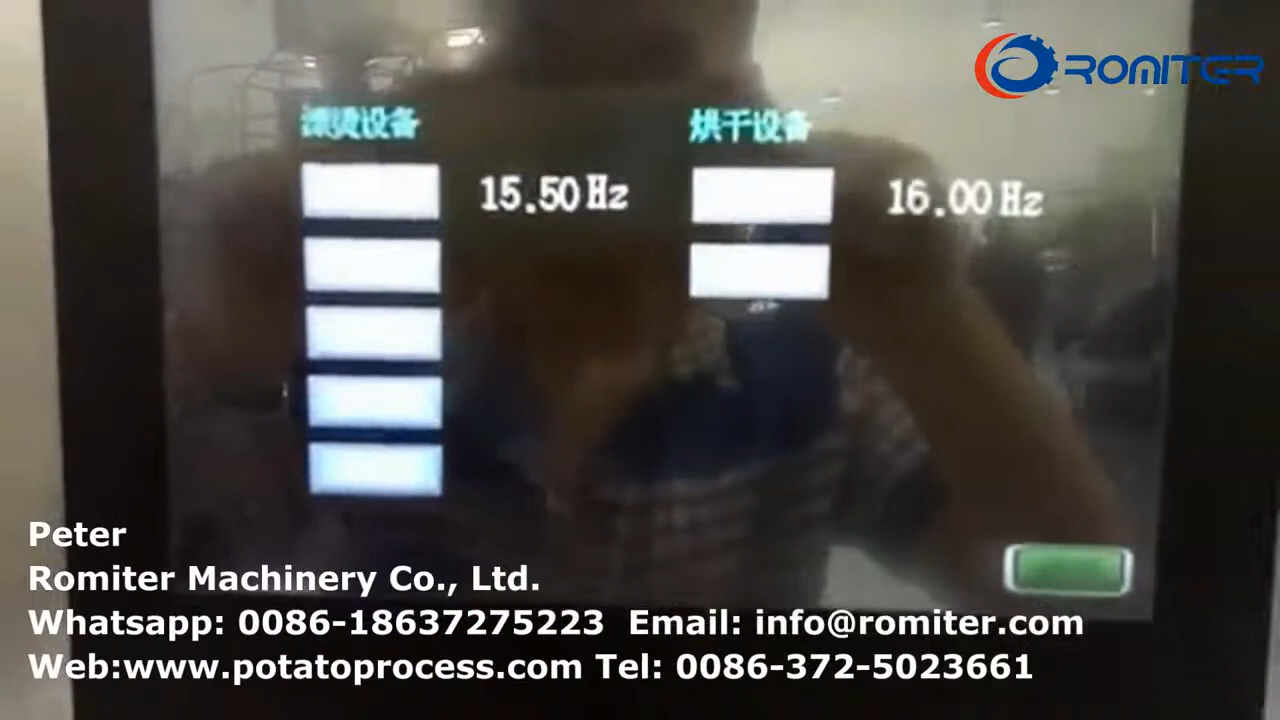 ROMITER
漂烫设备
烘干设备
15.50 Hz
16.00 Hz
Peter
Romiter Machinery Co., Ltd.
Whatsapp: 0086-18637275223 Email: info@romiter.com
Web:www.potatoprocess.com Tel: 0086-372-5023661